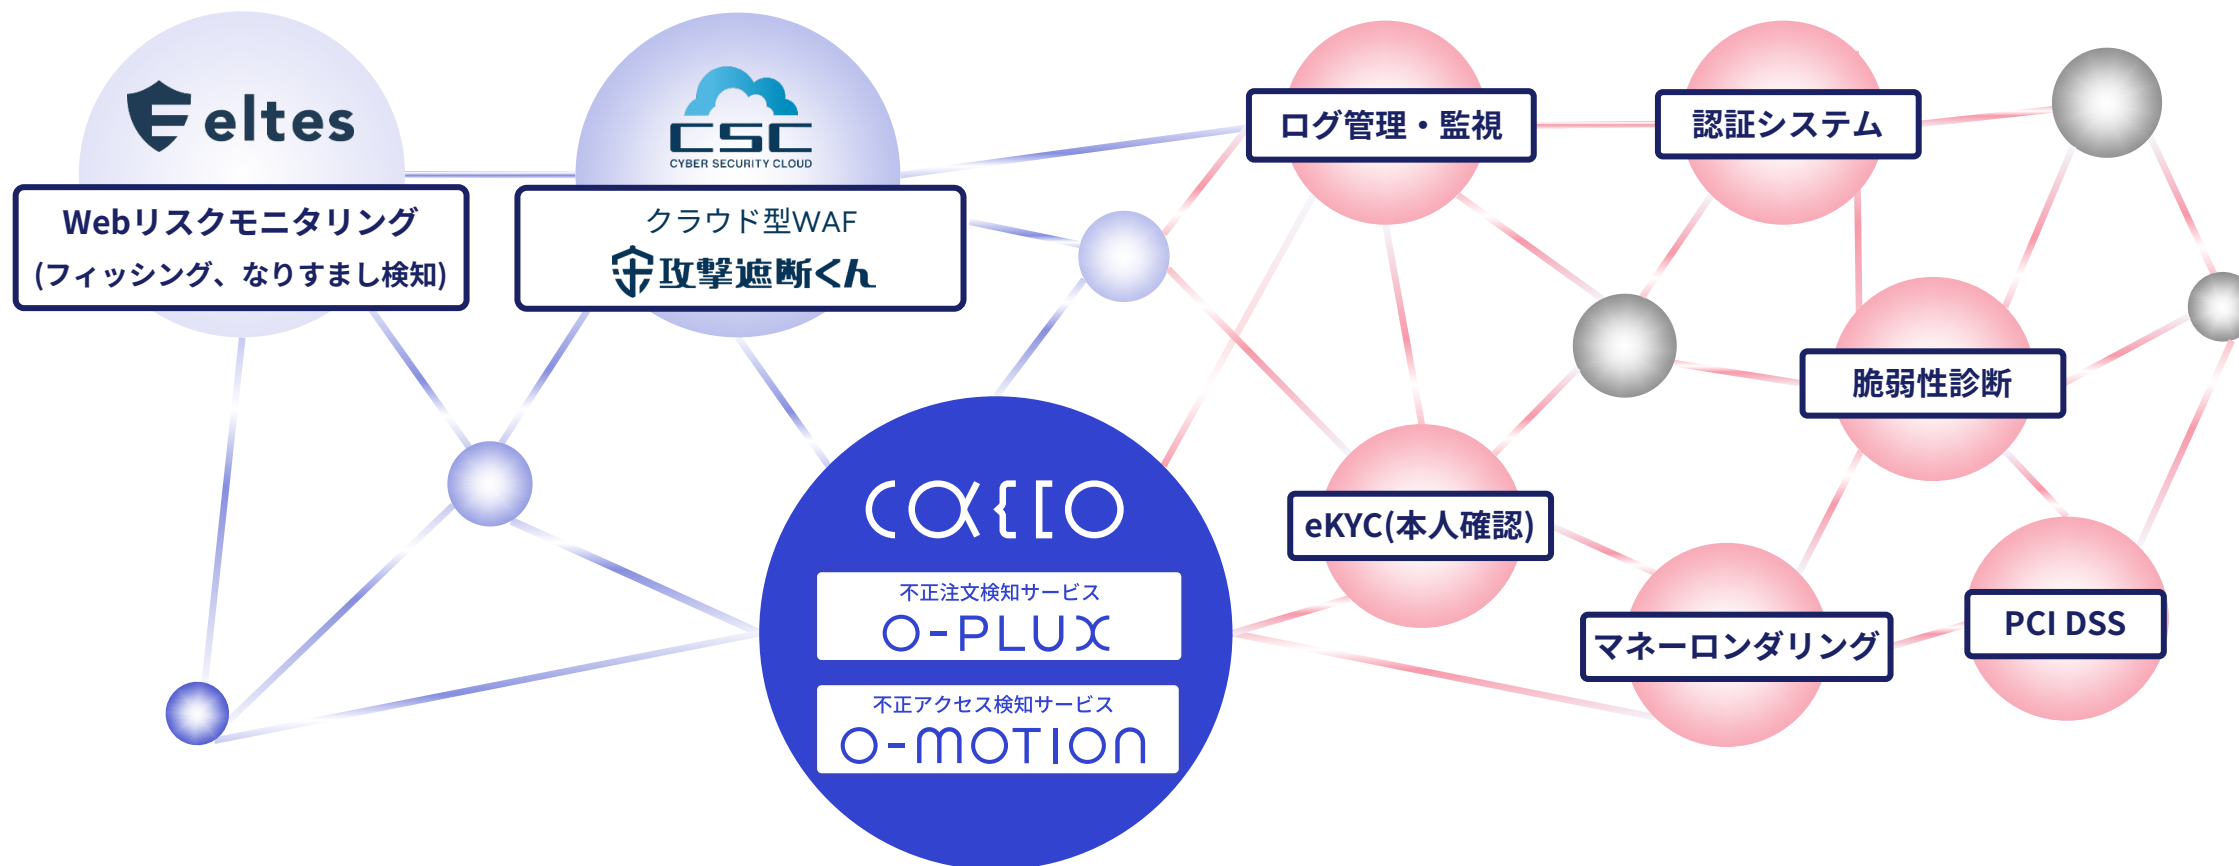 eltes
Webリスクモニタリング
(フィッシング、なりすまし検知)
CSC
CYBER SECURITY CLOUD
クラウド型WAF
攻撃遮断くん
ログ管理・監視
認証システム
脆弱性診断
eKYC(本人確認)
マネーロンダリング
PCI DSS
cacco
不正注文検知サービス
O-PLUX
不正アクセス検知サービス
O-MOTION